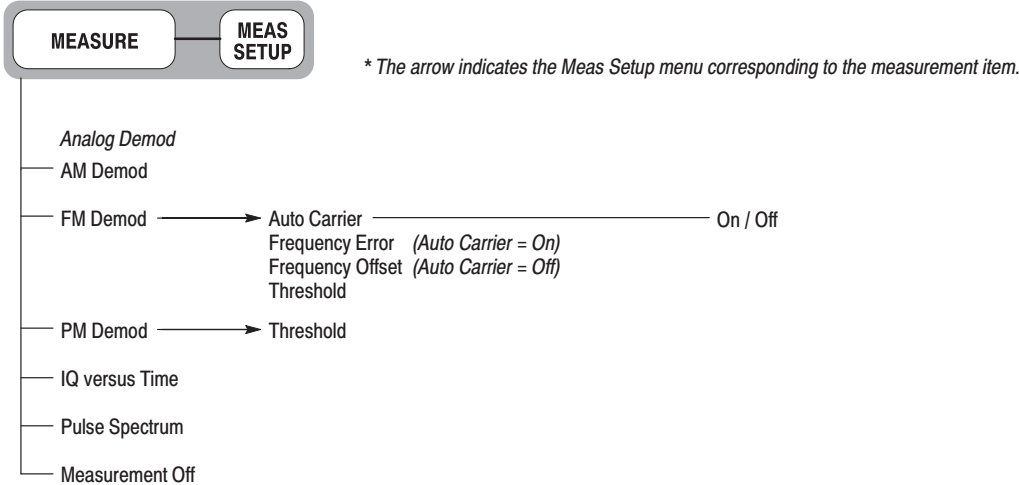 MEASURE
MEAS
SETUP
* The arrow indicates the Meas Setup menu corresponding to the measurement item.
Analog Demod
AM Demod
FM Demod Auto Carrier On / Off
Frequency Error (Auto Carrier = On)
Frequency Offset (Auto Carrier = Off)
Threshold
PM Demod Threshold
IQ versus Time
Pulse Spectrum
Measurement Off